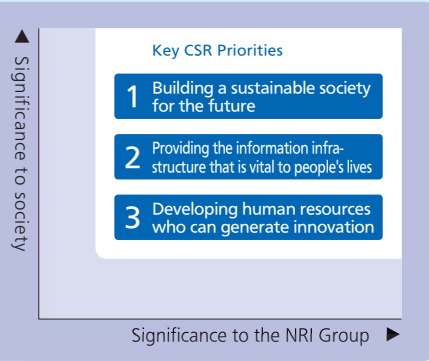 Key CSR Priorities
1 Building a sustainable society
for the future
2 Providing the information infra-
structure that is vital to people's lives
3 Developing human resources
who can generate innovation
▲ Significance to society
Significance to the NRI Group ▶